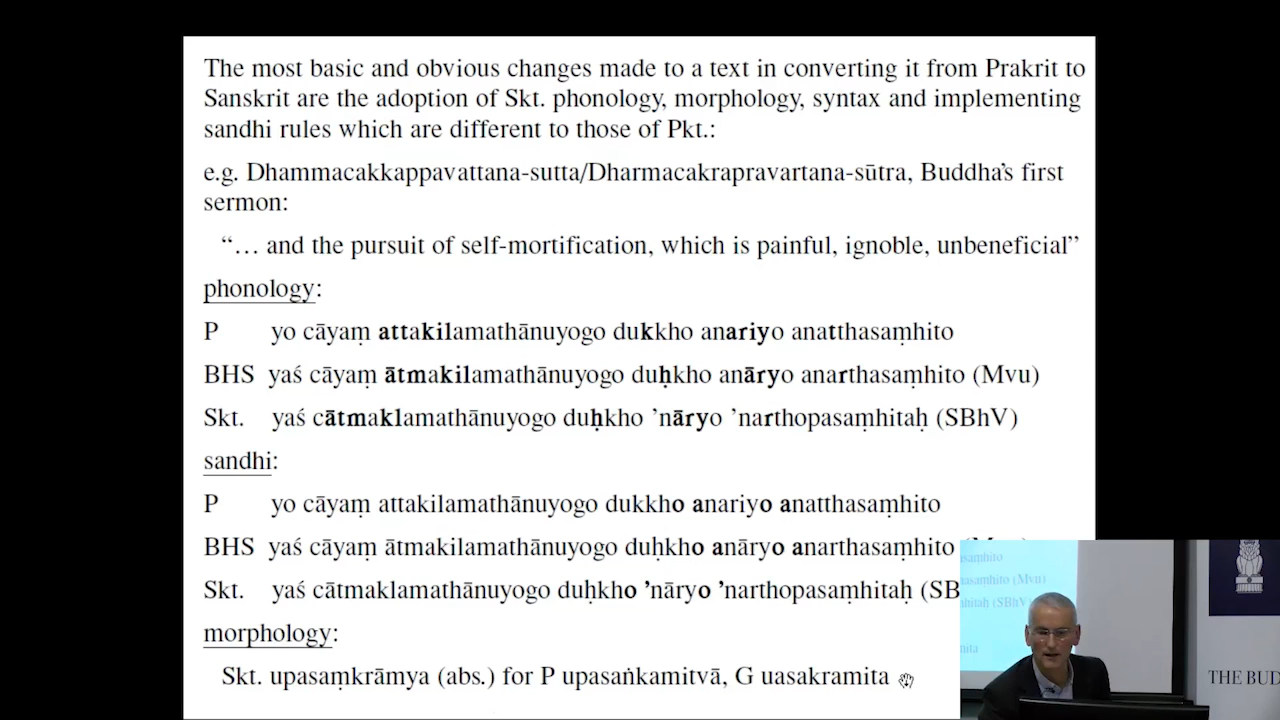 The most basic and obvious changes made to a text in converting it from Prakrit to
Sanskrit are the adoption of Skt. phonology, morphology, syntax and implementing
sandhi rules which are different to those of Pkt.:
e.g. Dhammacakkappavattana-sutta/Dharmacakrapravartana-sūtra, Buddha's first
sermon:
“… and the pursuit of self-mortification, which is painful, ignoble, unbeneficial”
phonology:
P yo cāyaṃ attakilamathānuyogo dukkho anariyo anatthasaṃhito
BHS yaś cāyaṃ ātmakilamathānuyogo duḥkho anāryo anarthasaṃhito (Mvu)
Skt. yaś cātmaklamathānuyogo duḥkho ’nāryo ’narthopasaṃhitaḥ (SBhV)
sandhi:
P yo cāyaṃ attakilamathānuyogo dukkho anariyo anatthasaṃhito
BHS yaś cāyaṃ ātmakilamathānuyogo duḥkho anāryo anarthasaṃhito
Skt. yaś cātmaklamathānuyogo duḥkho ’nāryo ’narthopasaṃhitaḥ (SB
morphology:
Skt. upasaṃkrāmya (abs.) for P upasaṅkamitvā, G uasakramita
THE BUD